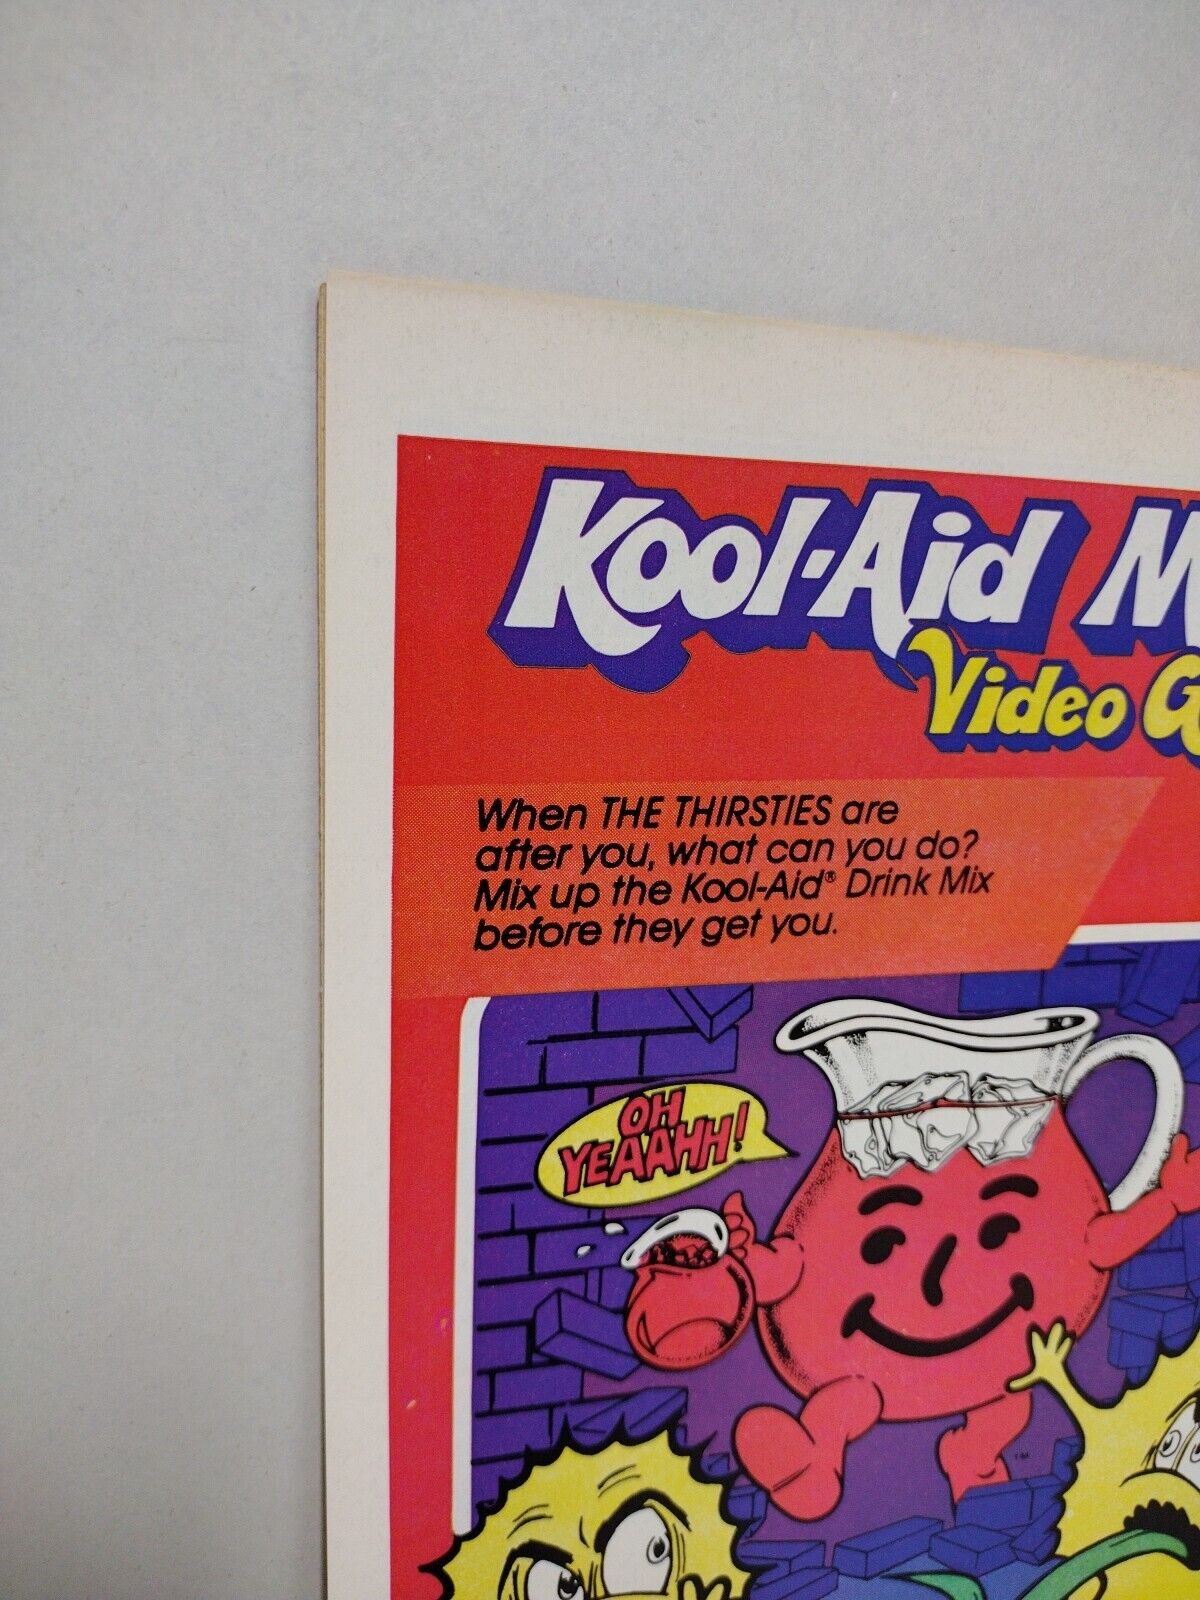 Kool-Aid M
Video G
When THE THIRSTIES are
after you, what can you do?
Mix up the Kool-Aid® Drink Mix
before they get you.
OH
YEAAHH!
TM